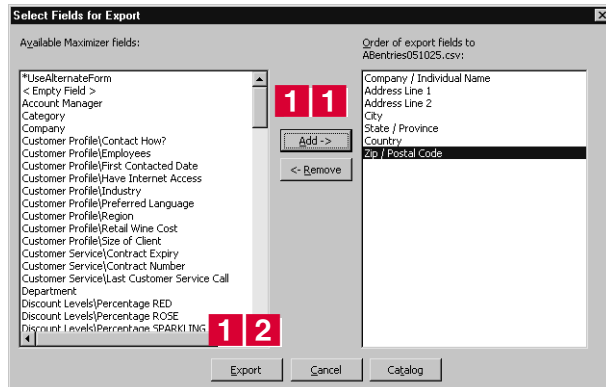 Select Fields for Export
Available Maximizer fields:
*UseAlternateForm
< Empty Field >
Account Manager
Category
Company
Customer Profile\Contact How?
Customer Profile\Employees
Customer Profile\First Contacted Date
Customer Profile\Have Internet Access
Customer Profile\Industry
Customer Profile\Preferred Language
Customer Profile\Region
Customer Profile\Retail Wine Cost
Customer Profile\Size of Client
Customer Service\Contract Expiry
Customer Service\Contract Number
Customer Service\Last Customer Service Call
Department
Discount Levels\Percentage RED
Discount Levels\Percentage ROSE
Discount Levels\Percentage SPARKLING
1 1
Add ->
<- Remove
Order of export fields to
ABentries051025.csv:
Company / Individual Name
Address Line 1
Address Line 2
City
State / Province
Country
Zip / Postal Code
1 2
Export
Cancel
Catalog